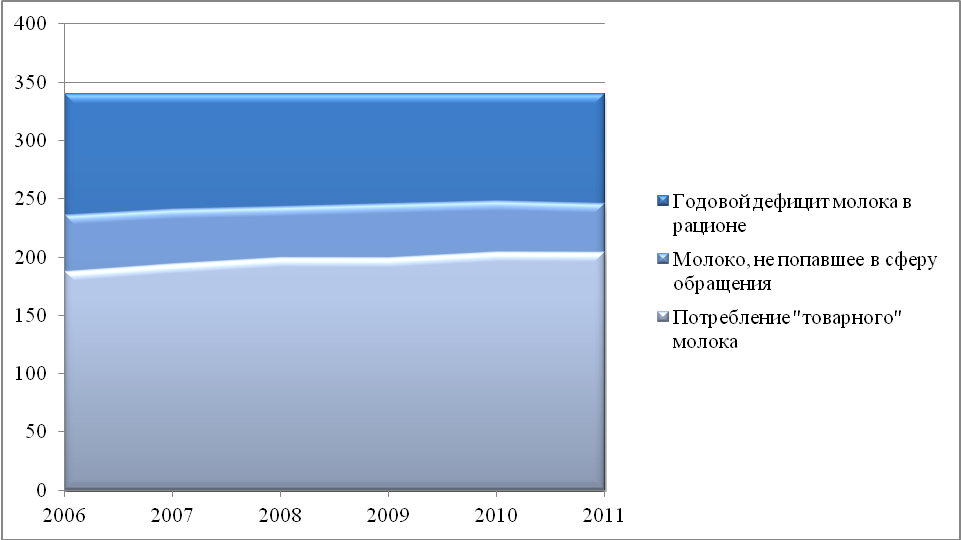 400
350
300
250
200
150
100
50
0
2006 2007 2008 2009 2010 2011
Годовой дефицит молока в
рационе
Молоко, не попавшее в сферу
обращения
Потребление "товарного"
молока